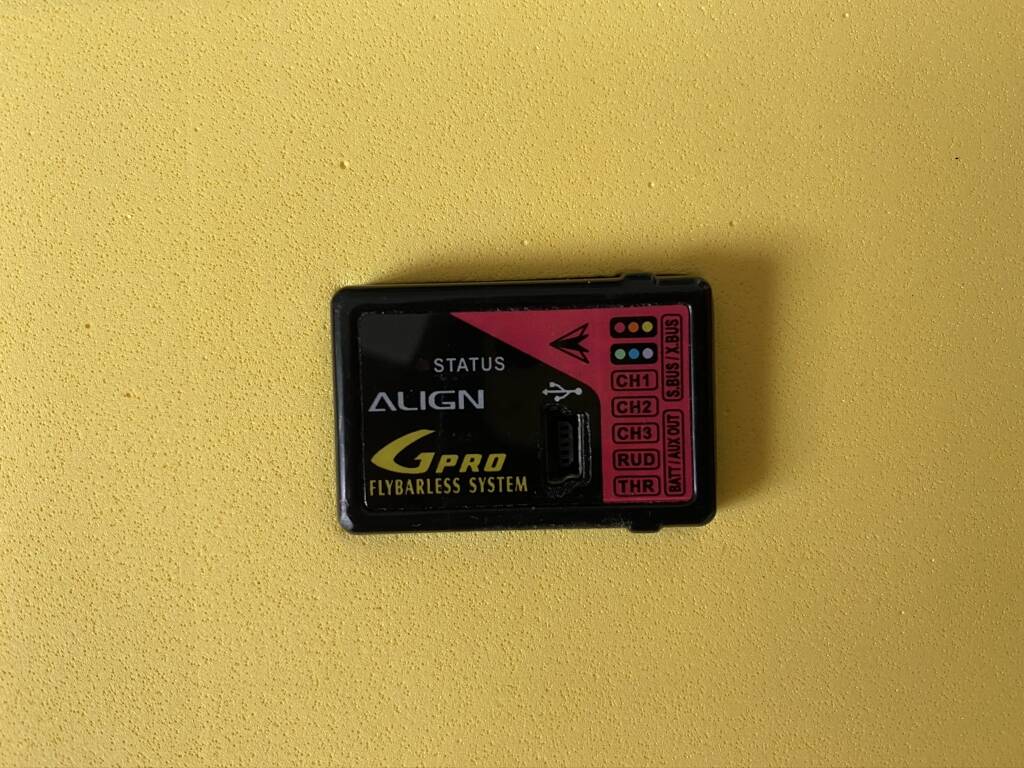 STATUS
ALIGN
GPRO
FLYBARLESS SYSTEM
CH1
CH2
CH3
RUD
THR
S.BUS / X.BUS
BATT / AUX OUT